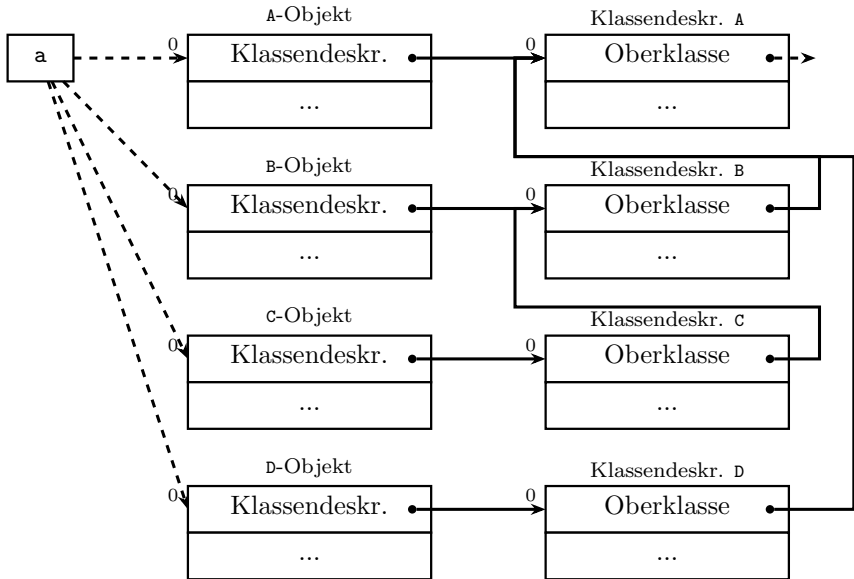 A-Objekt
Klassendeskr. A
a
0
Klassendeskr.
0
Oberklasse
...
...
B-Objekt
Klassendeskr. B
0
Klassendeskr.
0
Oberklasse
...
...
C-Objekt
Klassendeskr. C
0
Klassendeskr.
0
Oberklasse
...
...
D-Objekt
Klassendeskr. D
0
Klassendeskr.
0
Oberklasse
...
...